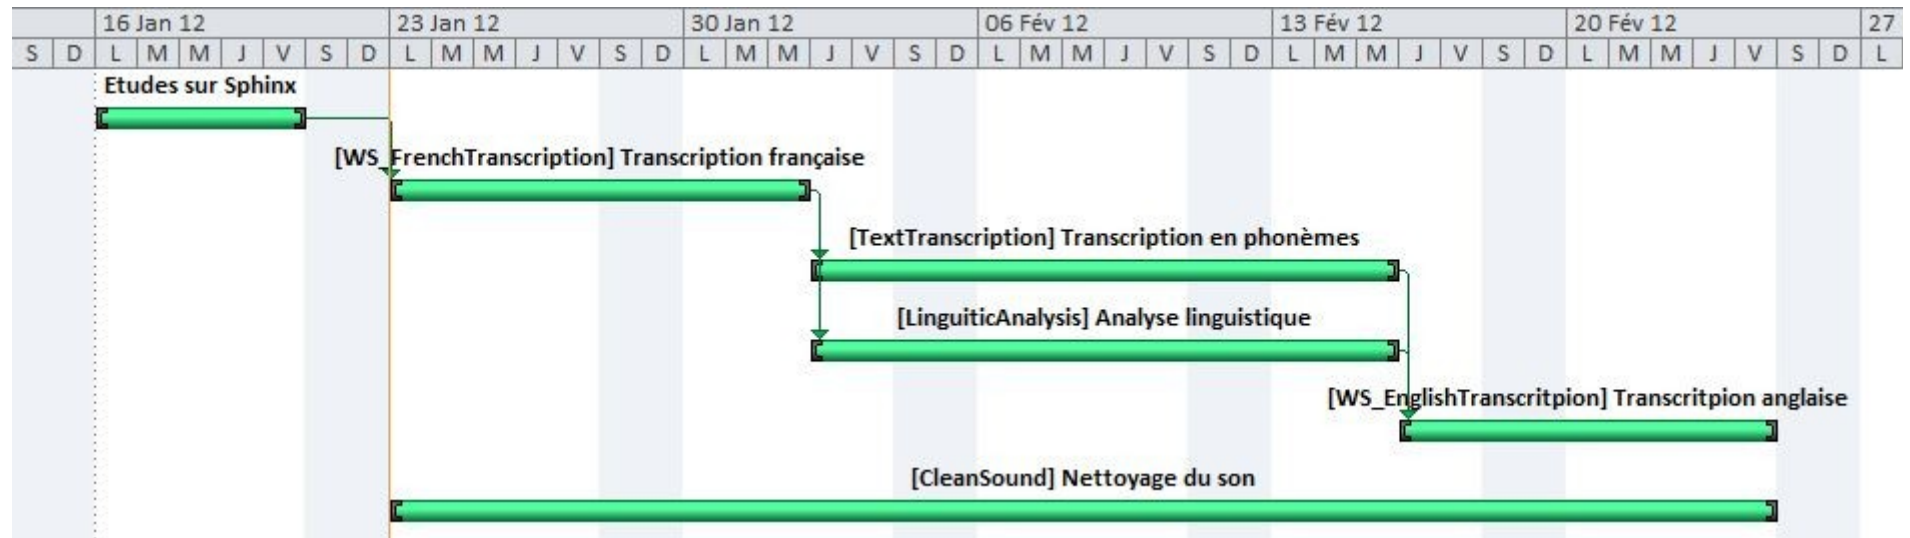 16 Jan 12 23 Jan 12 30 Jan 12 06 Fév 12 13 Fév 12 20 Fév 12 27
S D L M M J V S D L M M J V S D L M M J V S D L M M J V S D L M M J V S D L M M J V S D L
Etudes sur Sphinx
[WS_FrenchTranscription] Transcription française
[TextTranscription] Transcription en phonèmes
[LinguiticAnalysis] Analyse linguistique
[WS_EnglishTranscritpion] Transcritpion anglaise
[CleanSound] Nettoyage du son